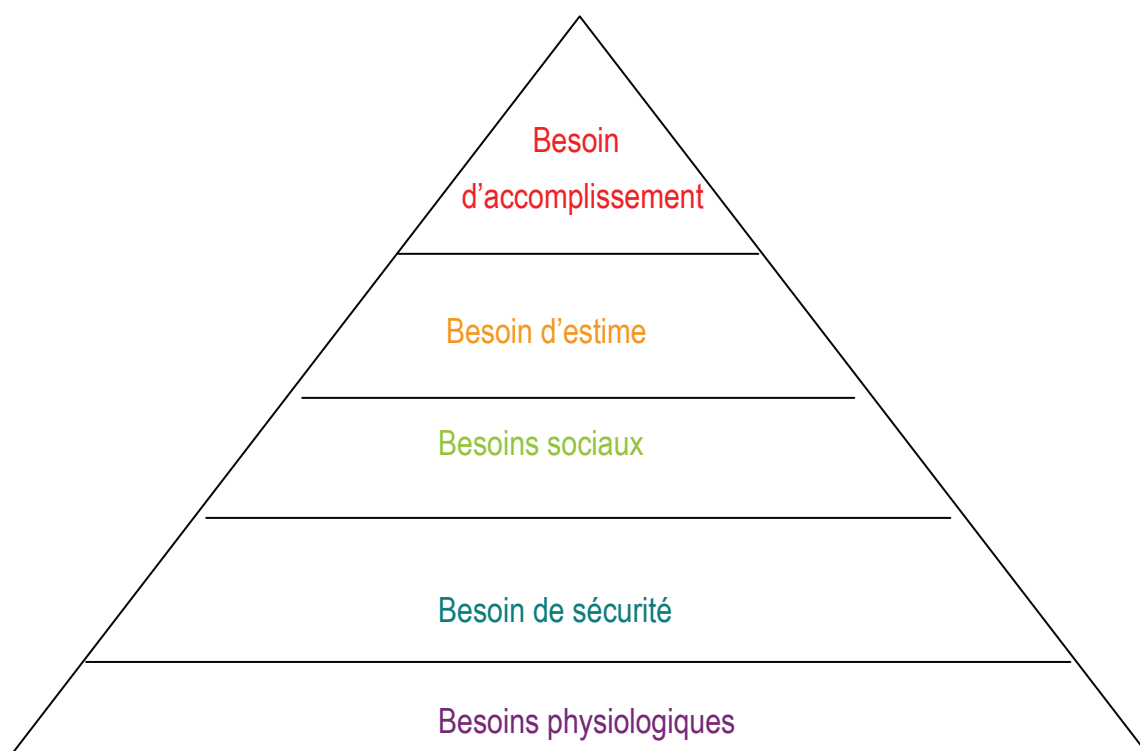 Besoin
d’accomplissement
Besoin d’estime
Besoins sociaux
Besoin de sécurité
Besoins physiologiques